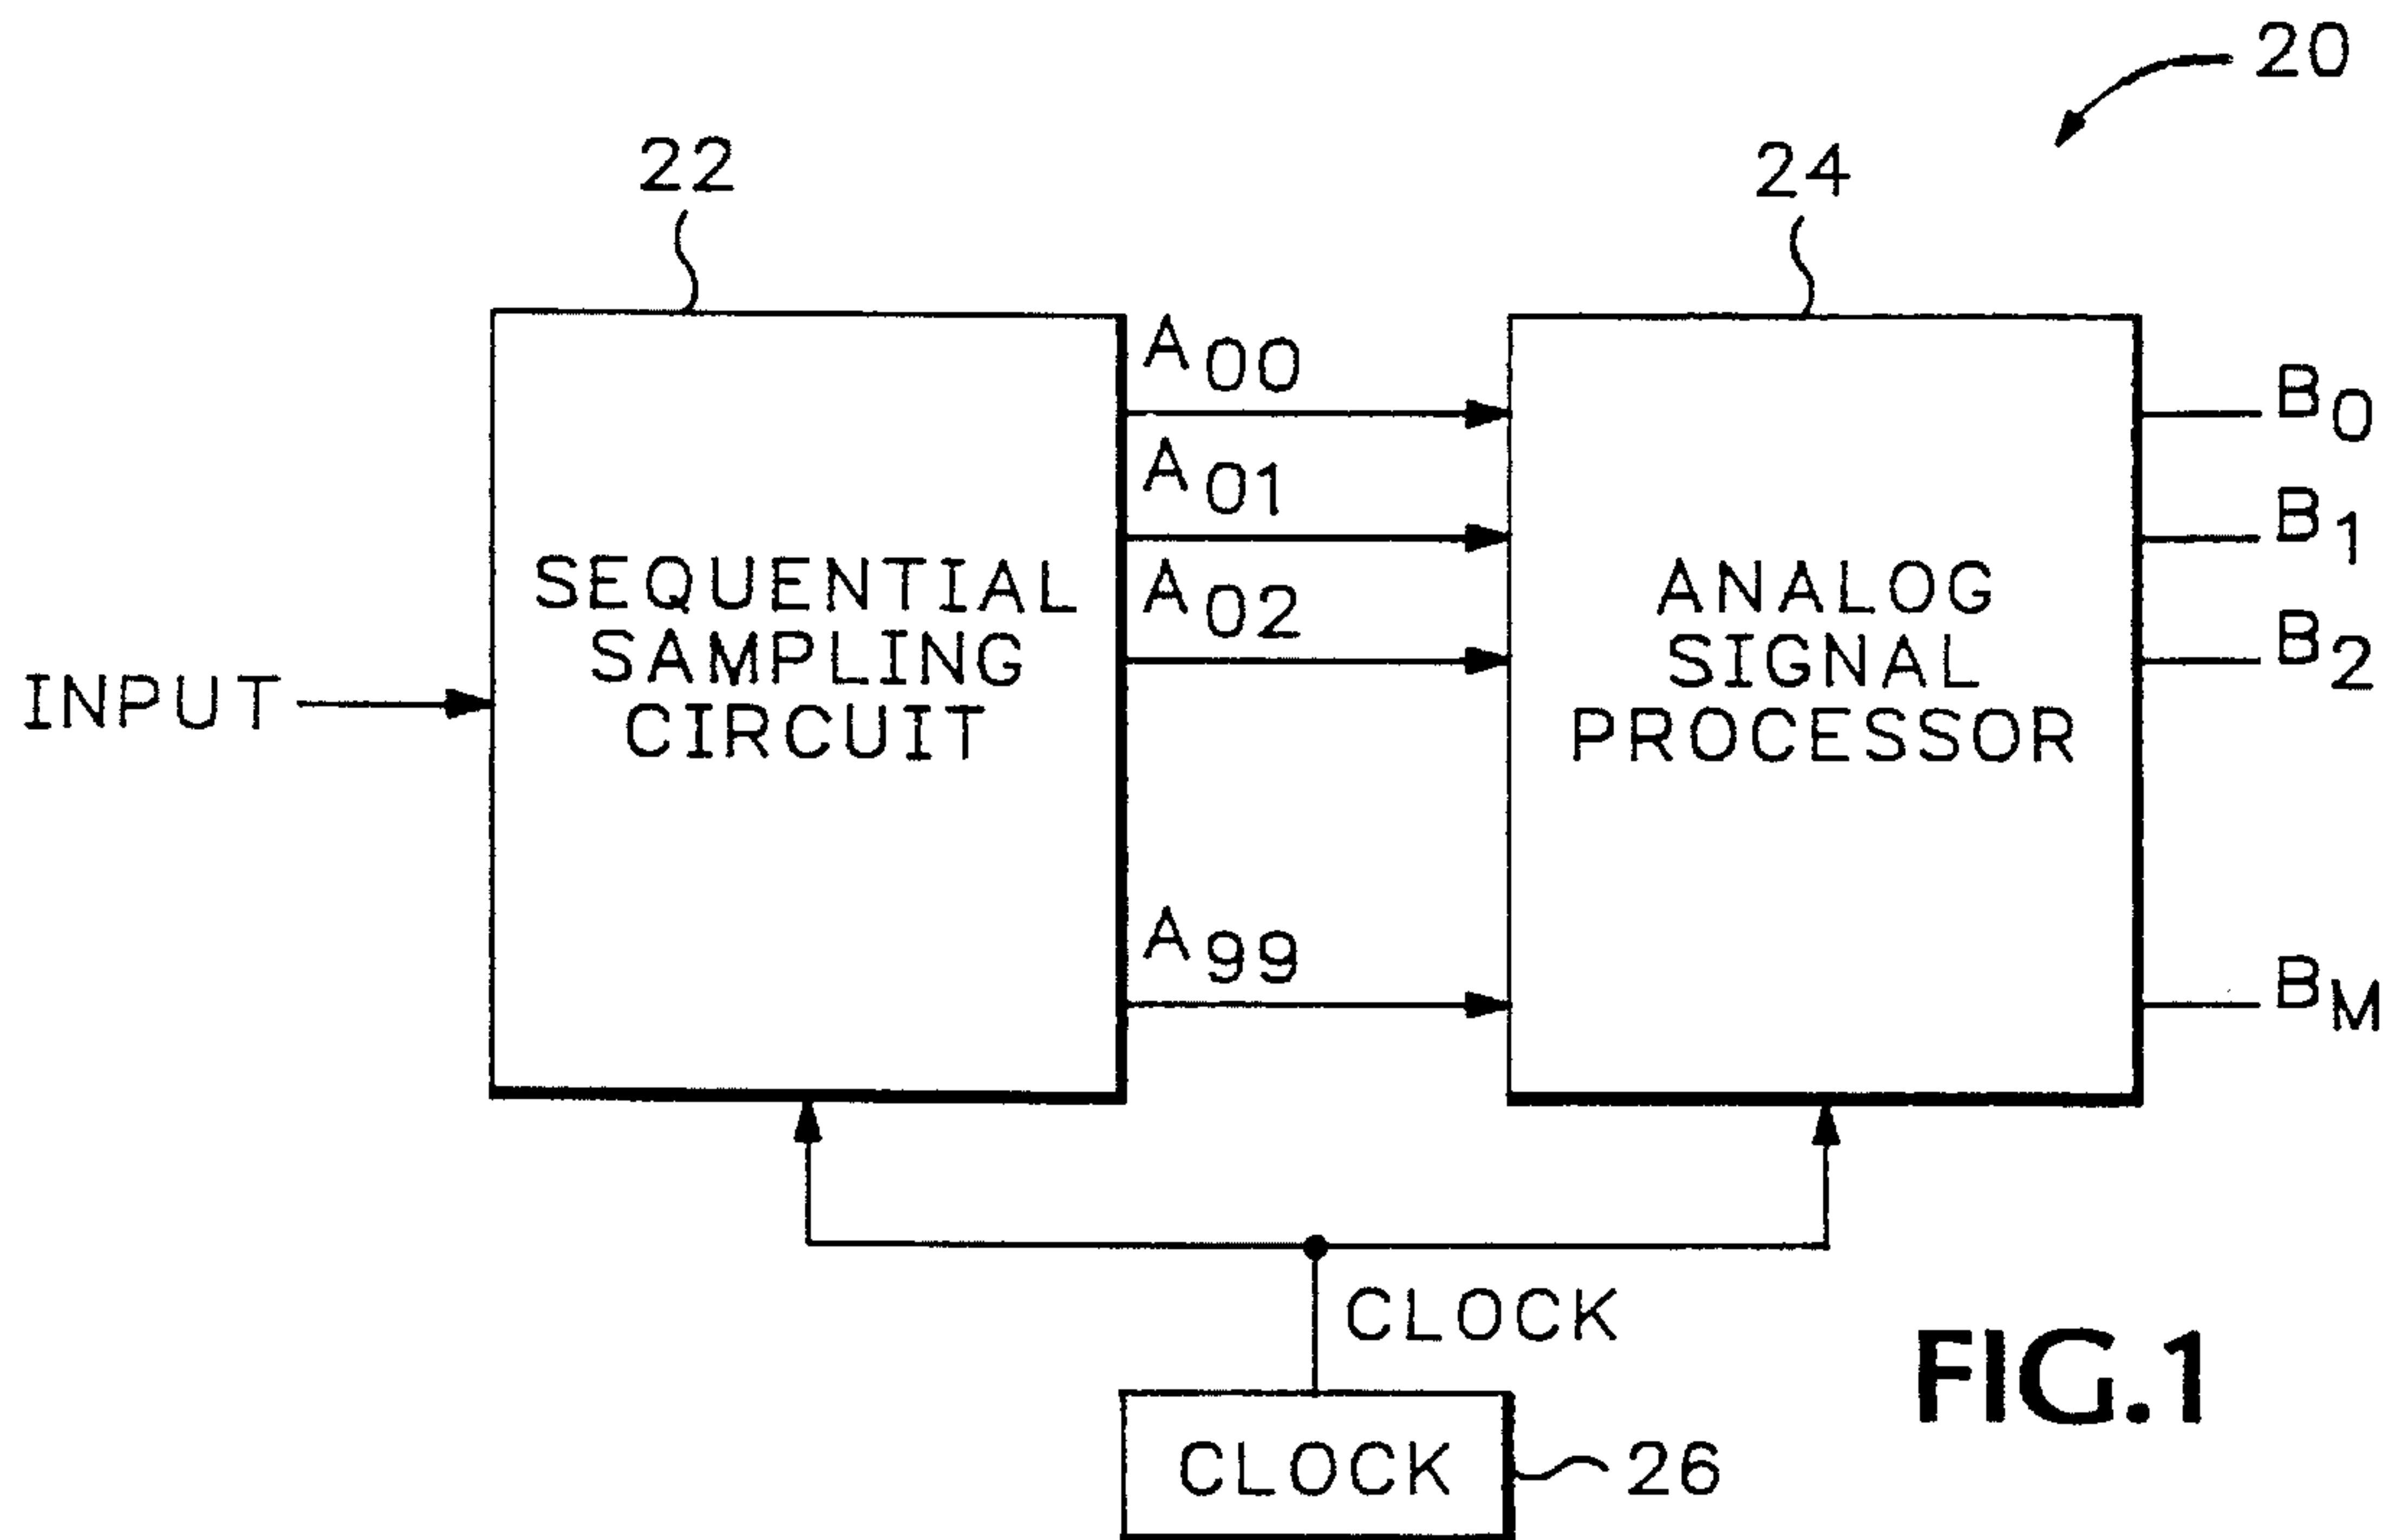 20
22
24
A00
A01
A02
A99
B0
B1
B2
BM
INPUT
SEQUENTIAL
SAMPLING
CIRCUIT
ANALOG
SIGNAL
PROCESSOR
CLOCK
CLOCK
26
FIG.1